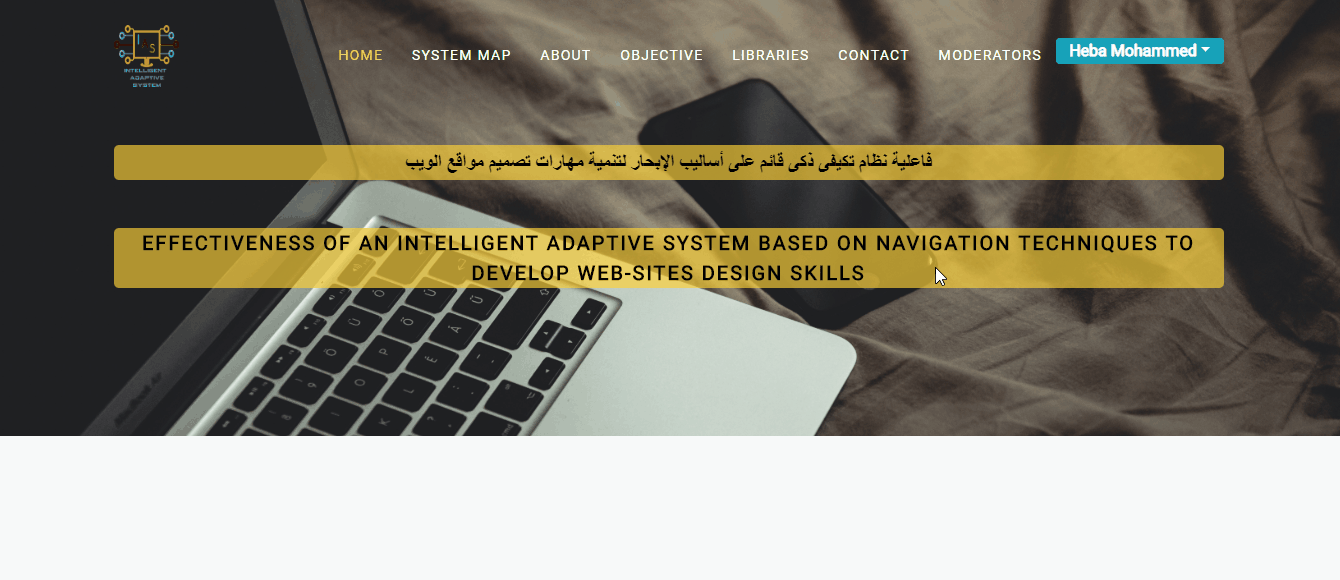 INTELLIGENT
ADAPTIVE
SYSTEM
HOME SYSTEM MAP ABOUT OBJECTIVE LIBRARIES CONTACT MODERATORS Heba Mohammed
فاعلية نظام تكيفى ذكى قائم على أساليب الإبحار لتنمية مهارات تصميم مواقع الويب
EFFECTIVENESS OF AN INTELLIGENT ADAPTIVE SYSTEM BASED ON NAVIGATION TECHNIQUES TO
DEVELOP WEB-SITES DESIGN SKILLS